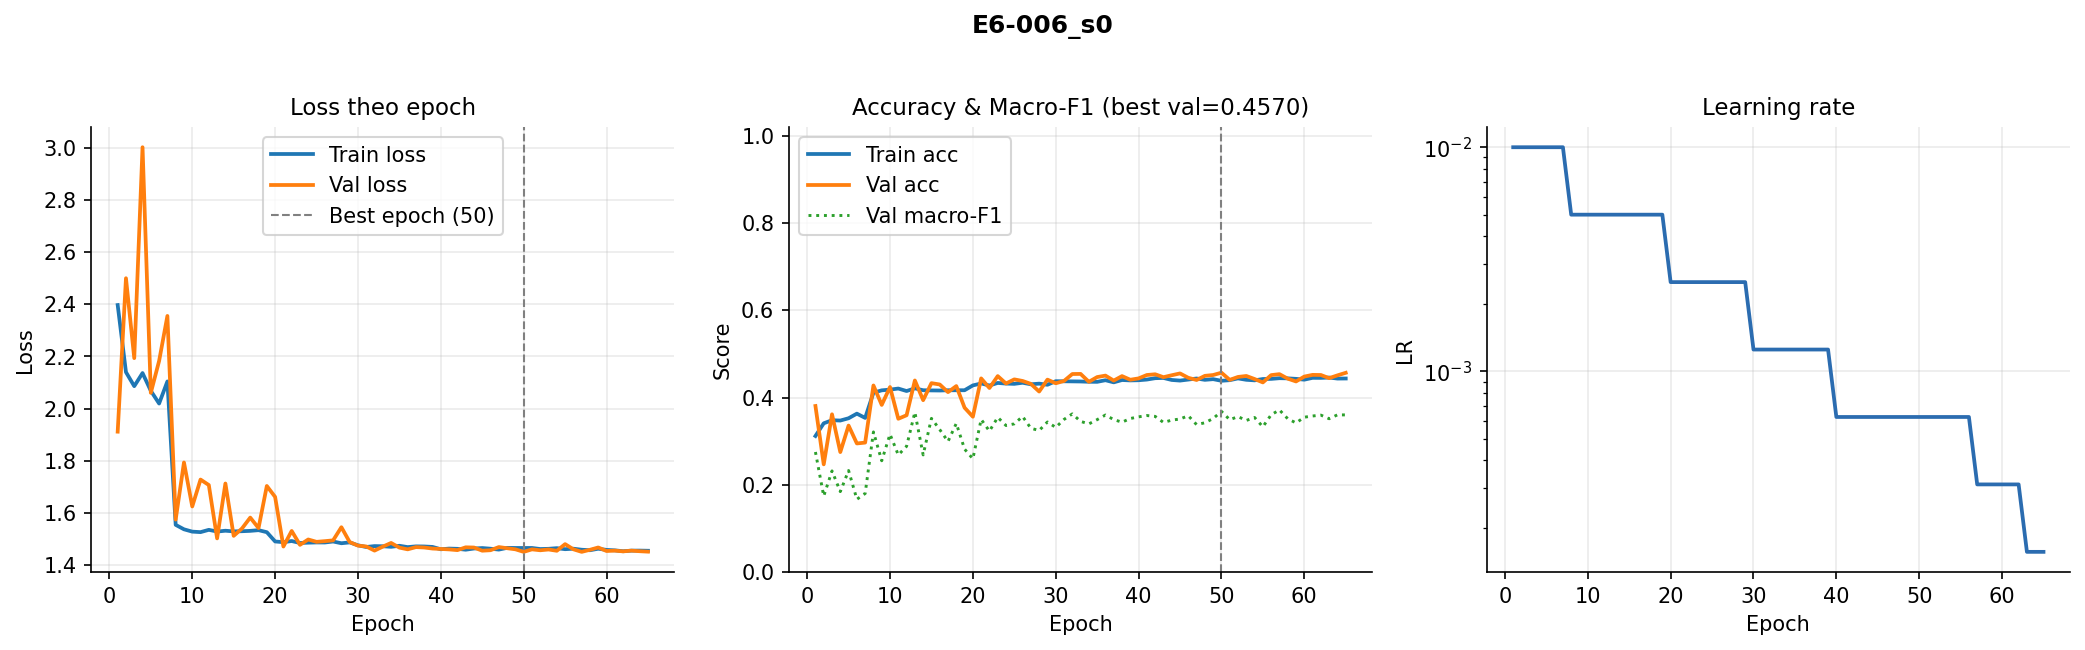 E6-006_s0
Loss theo epoch
Loss
3.0
2.8
2.6
2.4
2.2
2.0
1.8
1.6
1.4
Train loss
Val loss
Best epoch (50)
0 10 20 30 40 50 60
Epoch
Accuracy & Macro-F1 (best val=0.4570)
Score
1.0
0.8
0.6
0.4
0.2
0.0
Train acc
Val acc
Val macro-F1
0 10 20 30 40 50 60
Epoch
Learning rate
LR
10⁻²
10⁻³
0 10 20 30 40 50 60
Epoch